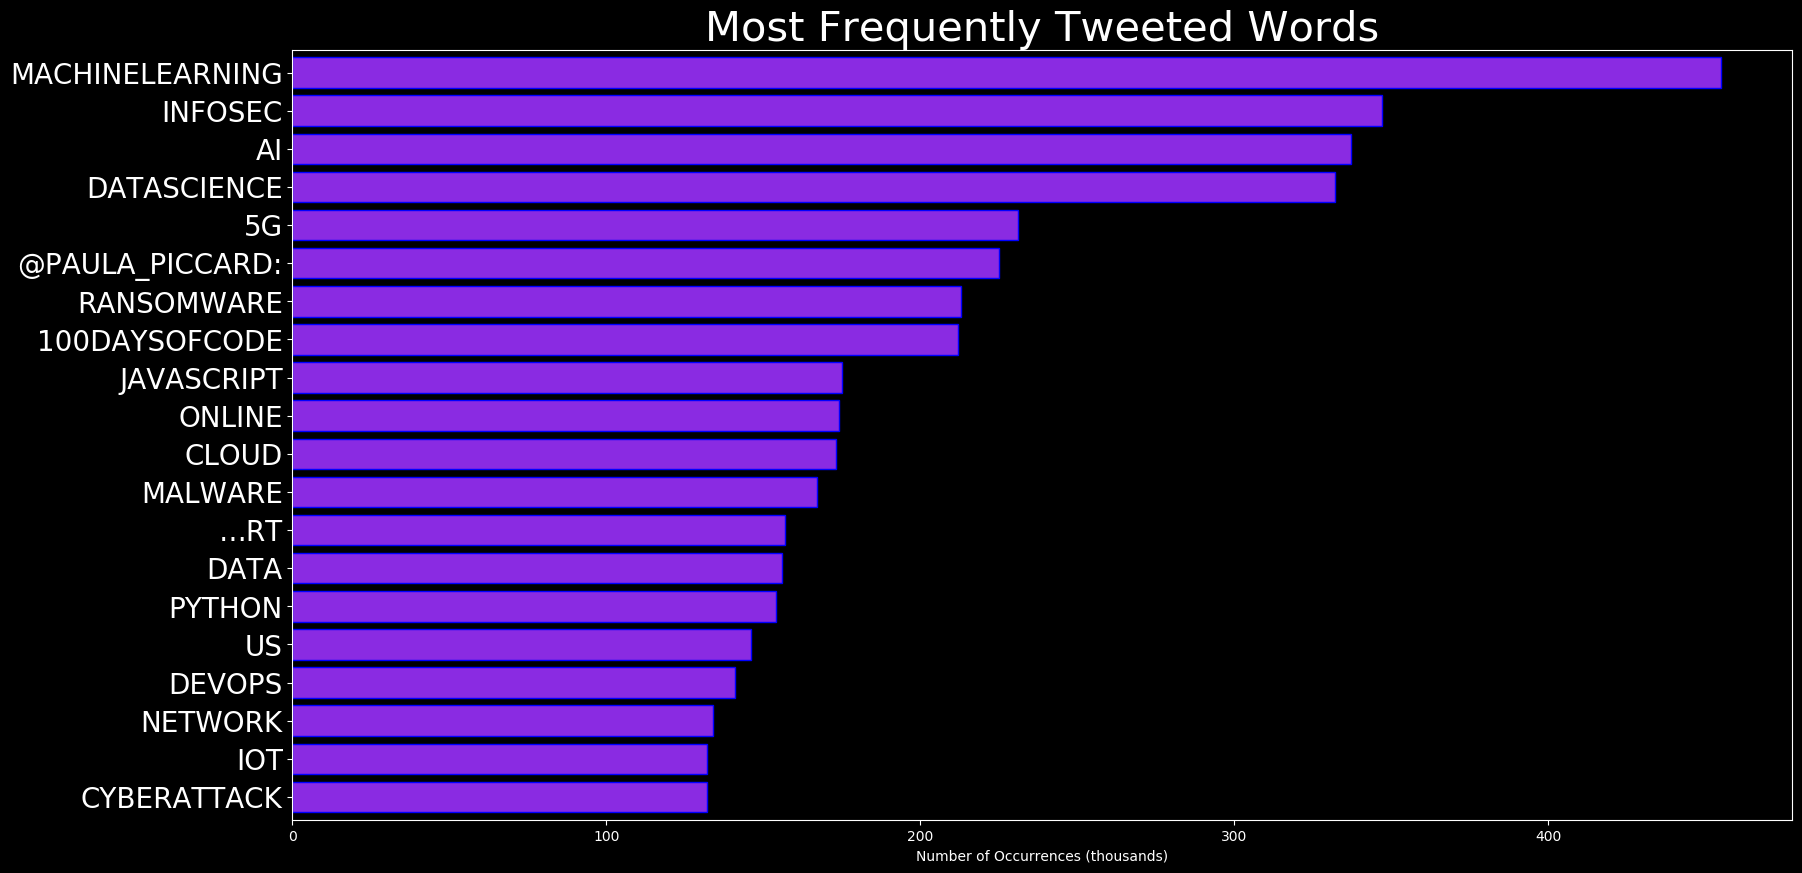 Most Frequently Tweeted Words
MACHINELEARNING
INFOSEC
AI
DATASCIENCE
5G
@PAULA_PICCARD:
RANSOMWARE
100DAYSOFCODE
JAVASCRIPT
ONLINE
CLOUD
MALWARE
…RT
DATA
PYTHON
US
DEVOPS
NETWORK
IOT
CYBERATTACK
0 100 200 300 400
Number of Occurrences (thousands)